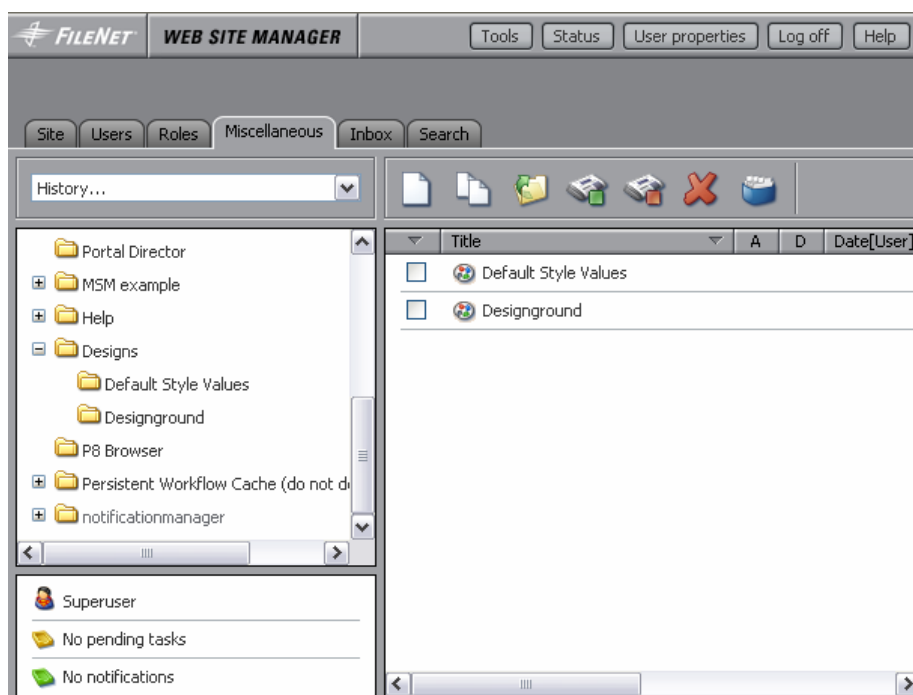 FILENET WEB SITE MANAGER Tools Status User properties Log off Help
Site Users Roles Miscellaneous Inbox Search
History...
Portal Director
MSM example
Help
Designs
Default Style Values
Designground
P8 Browser
Persistent Workflow Cache (do not d
notificationmanager
Superuser
No pending tasks
No notifications
Title A D Date[User]
Default Style Values
Designground